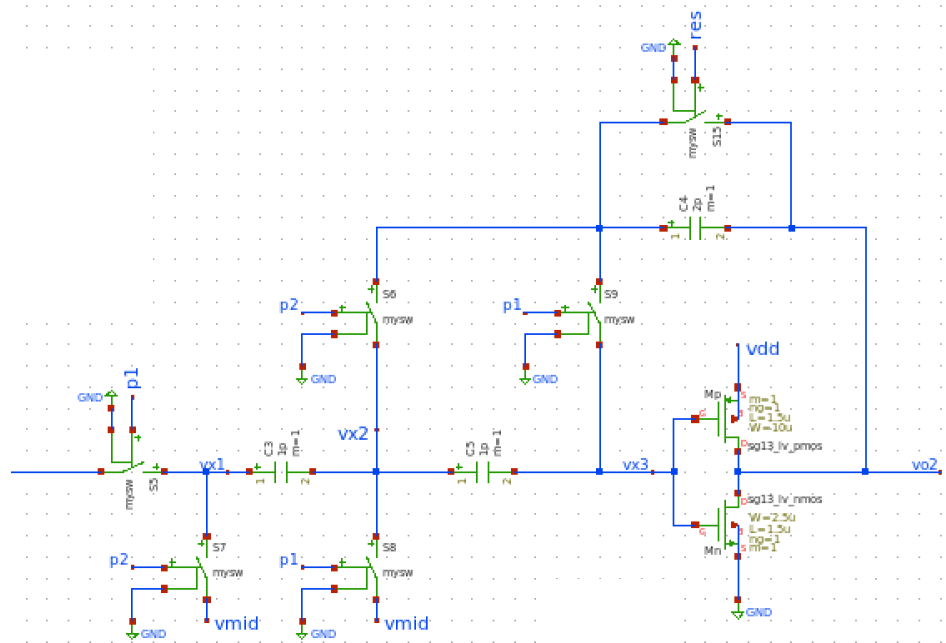 res
GND
+
+
mysw
S15
C4
2p
m=1
+
1
2
p2
+
+
S6
mysw
GND
p1
+
+
S9
mysw
GND
vdd
GND
p1
+
+
mysw
S5
vx1
C3
1p
m=1
+
1
2
vx2
C5
1p
m=1
+
1
2
vx3
Mp
S
G
D
m=1
ng=1
L=1.5u
W=10u
sg13_lv_pmos
vo2
sg13_lv_nmos
D
G
S
W=2.5u
L=1.5u
ng=1
m=1
Mn
GND
p2
+
+
S7
mysw
GND
vmid
p1
+
+
S8
mysw
GND
vmid